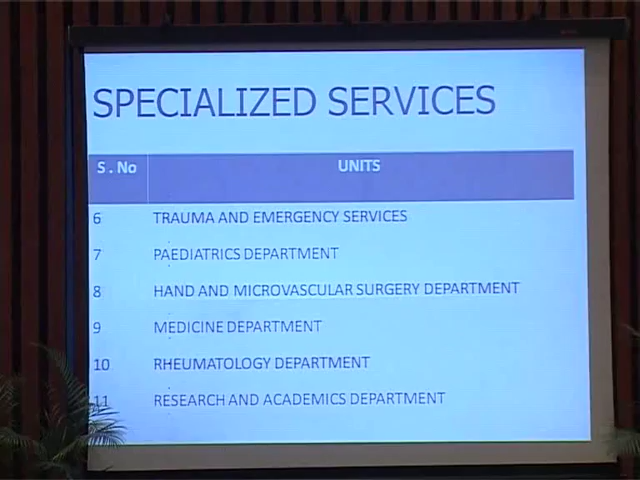 SPECIALIZED SERVICES
S . No UNITS
6 TRAUMA AND EMERGENCY SERVICES
7 PAEDIATRICS DEPARTMENT
8 HAND AND MICROVASCULAR SURGERY DEPARTMENT
9 MEDICINE DEPARTMENT
10 RHEUMATOLOGY DEPARTMENT
11 RESEARCH AND ACADEMICS DEPARTMENT